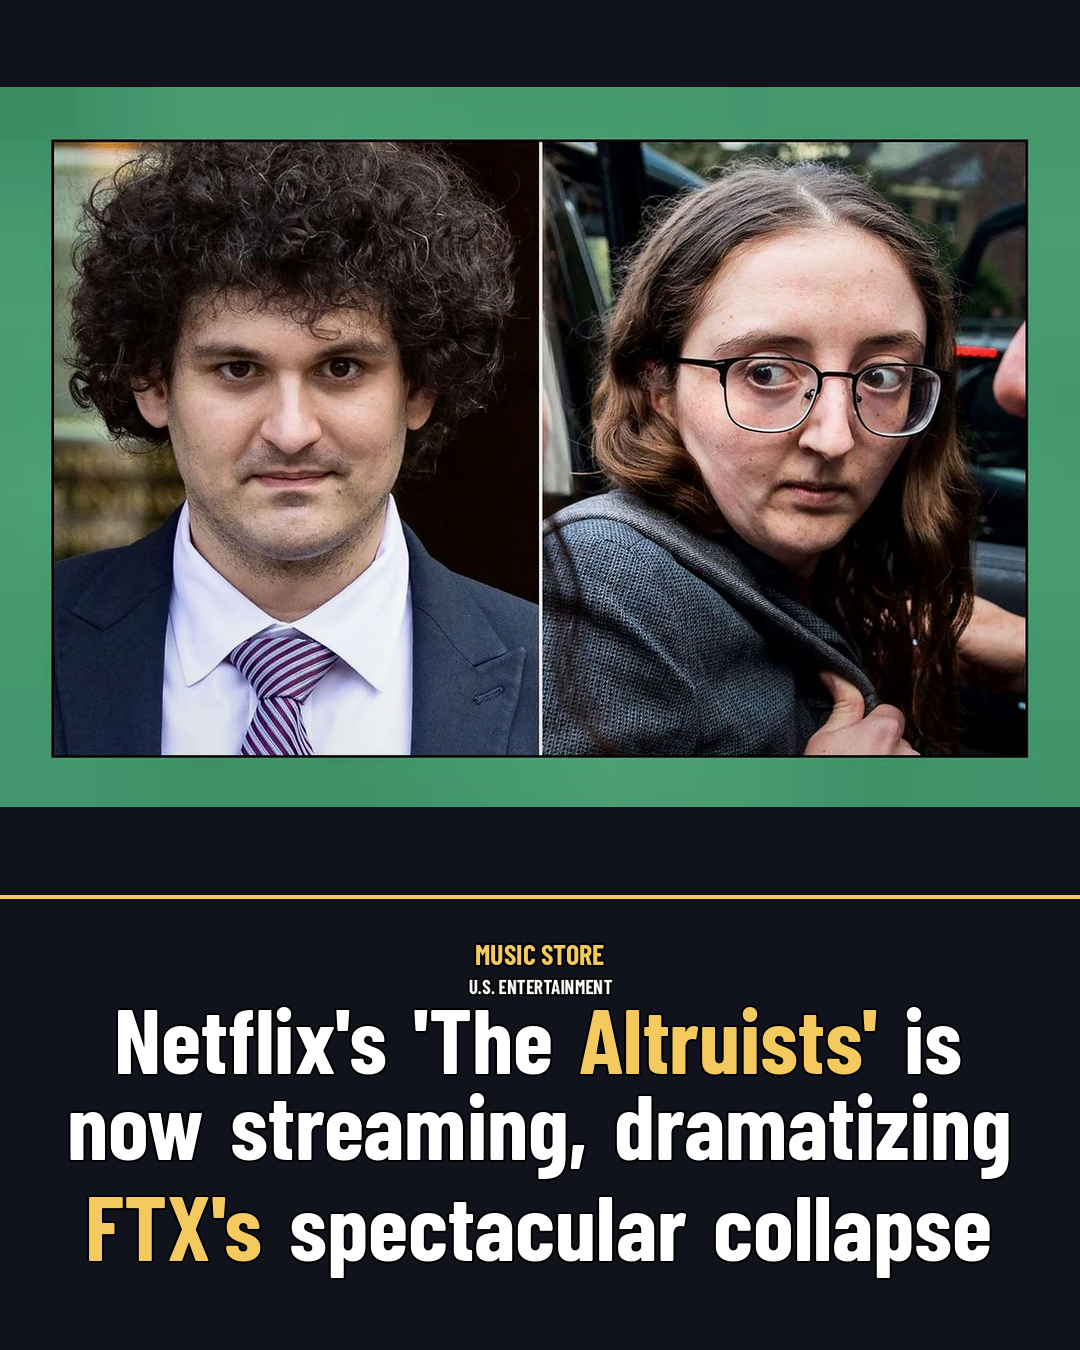 MUSIC STORE
U.S. ENTERTAINMENT
Netflix's 'The Altruists' is
now streaming, dramatizing
FTX's spectacular collapse